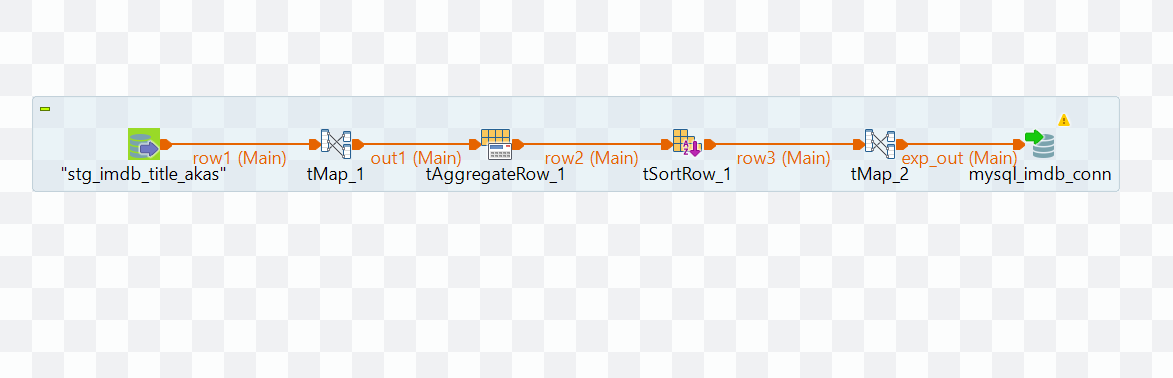 row1 (Main)
out1 (Main)
row2 (Main)
row3 (Main)
exp_out (Main)
"stg_imdb_title_akas"
tMap_1
tAggregateRow_1
tSortRow_1
tMap_2
mysql_imdb_conn